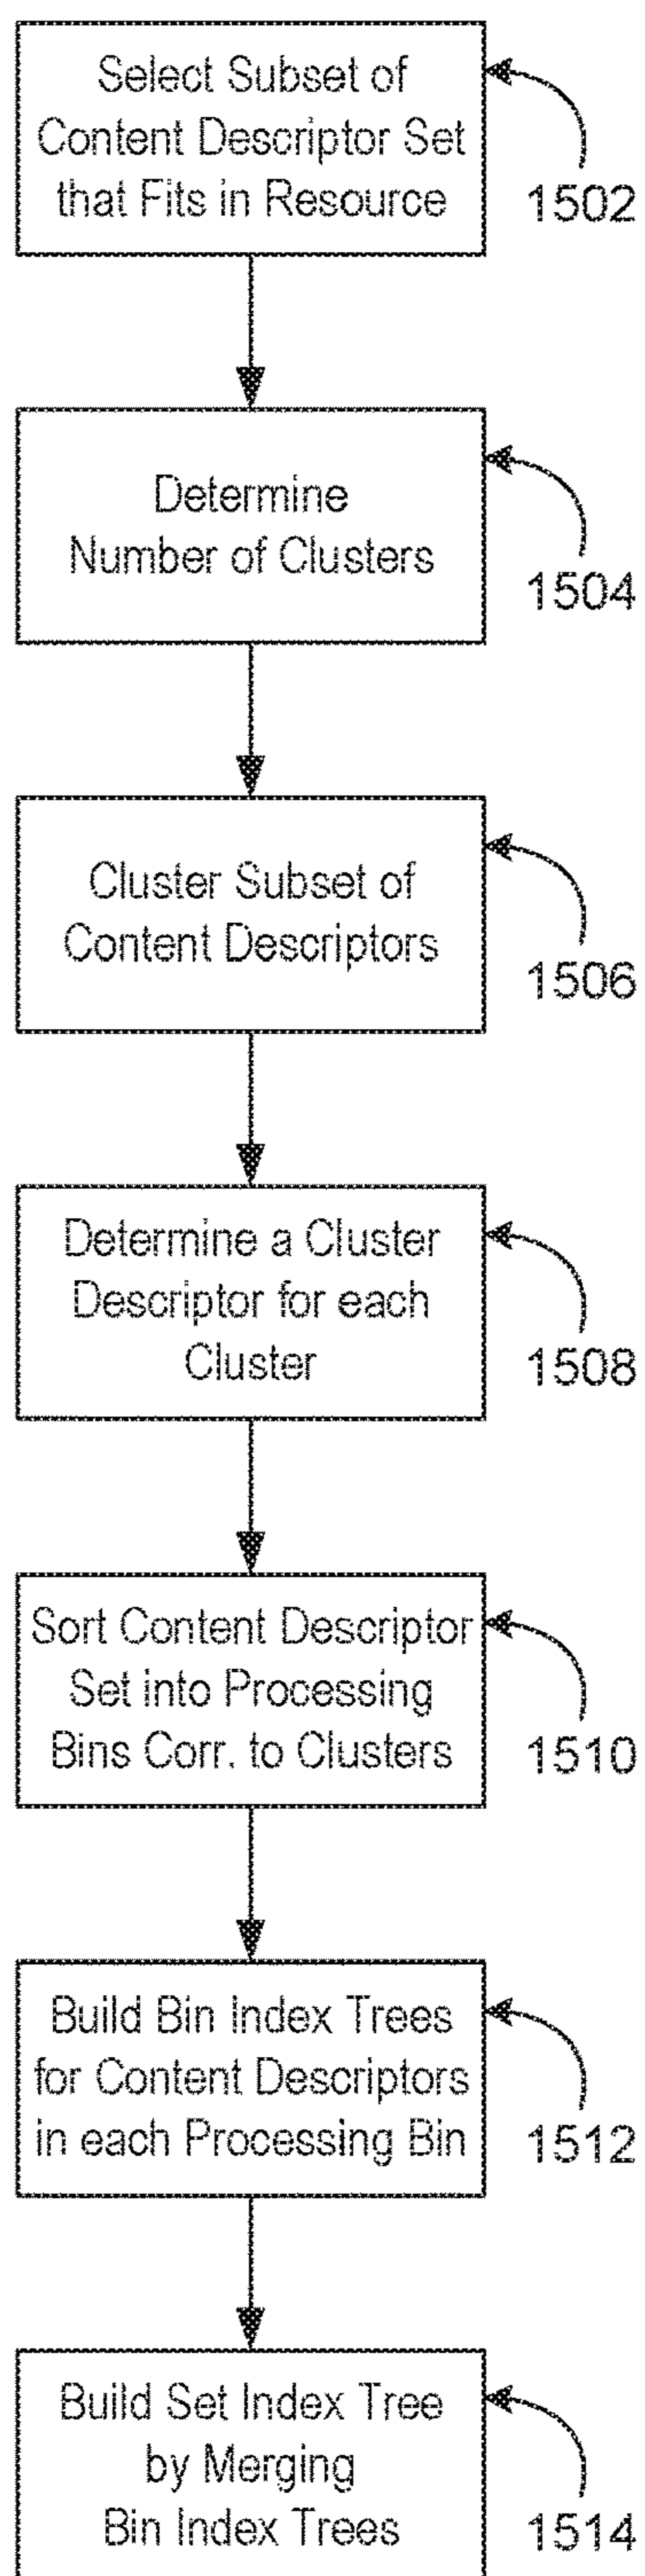 Select Subset of
Content Descriptor Set
that Fits in Resource
1502
Determine
Number of Clusters
1504
Cluster Subset of
Content Descriptors
1506
Determine a Cluster
Descriptor for each
Cluster
1508
Sort Content Descriptor
Set into Processing
Bins Corr. to Clusters
1510
Build Bin Index Trees
for Content Descriptors
in each Processing Bin
1512
Build Set Index Tree
by Merging
Bin Index Trees
1514